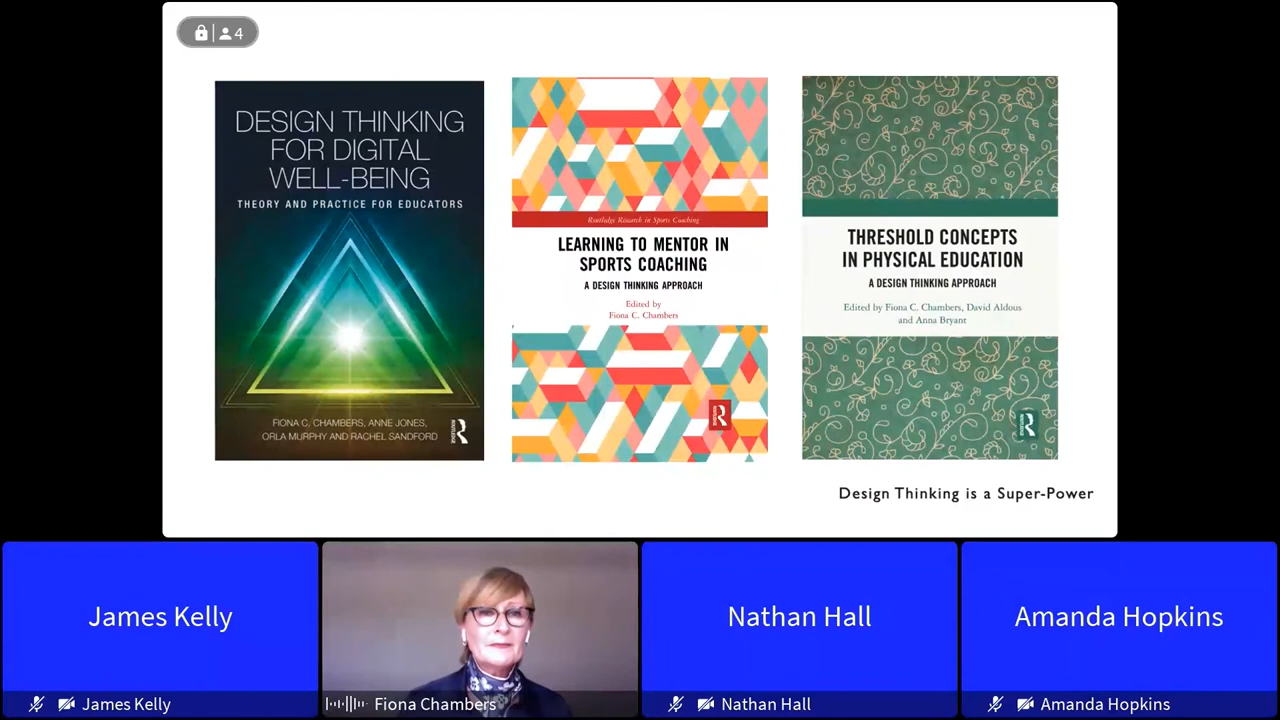 4
DESIGN THINKING
FOR DIGITAL
WELL-BEING
THEORY AND PRACTICE FOR EDUCATORS
FIONA C, CHAMBERS, ANNE JONES,
ORLA MURPHY AND RACHEL SANDFORD
ROUTLEDGE
Routledge Research in Sports Coaching
LEARNING TO MENTOR IN
SPORTS COACHING
A DESIGN THINKING APPROACH
Edited by
Fiona C. Chambers
THRESHOLD CONCEPTS
IN PHYSICAL EDUCATION
A DESIGN THINKING APPROACH
Edited by Fiona C. Chambers, David Aldous
and Anna Bryant
Design Thinking is a Super-Power
James Kelly
Nathan Hall
Amanda Hopkins
James Kelly
Fiona Chambers
Nathan Hall
Amanda Hopkins